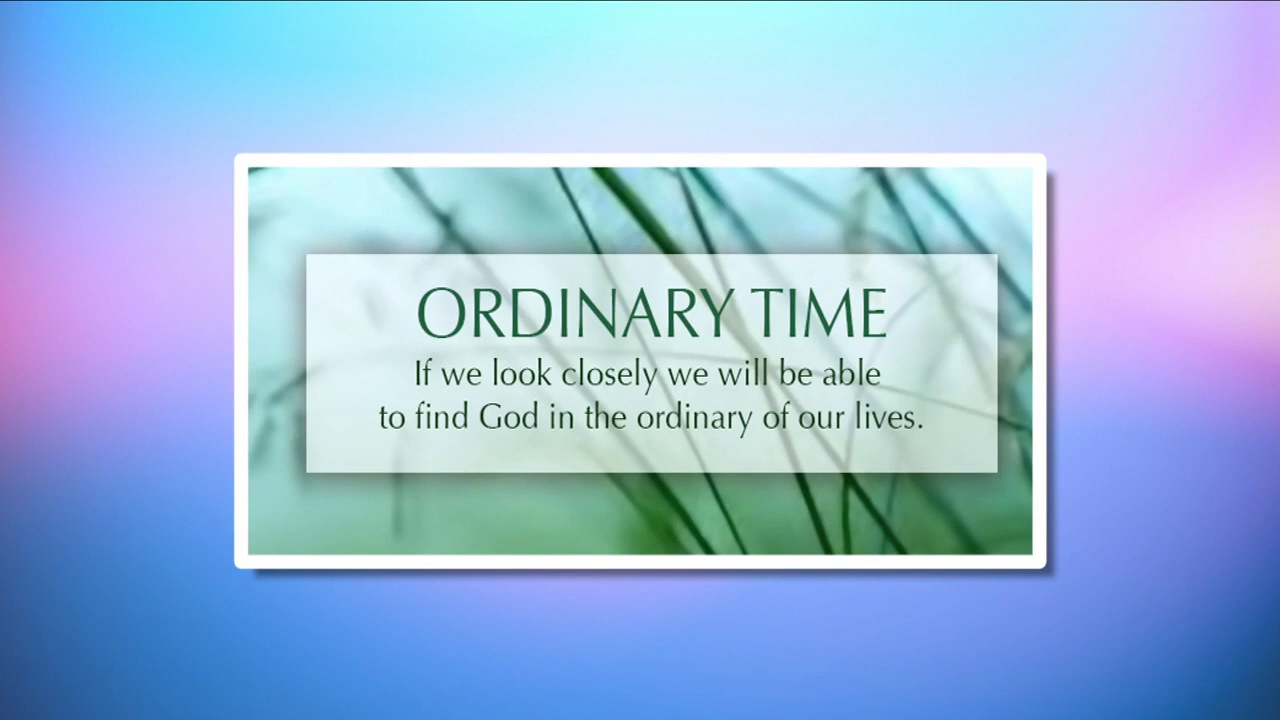 ORDINARY TIME
If we look closely we will be able
to find God in the ordinary of our lives.